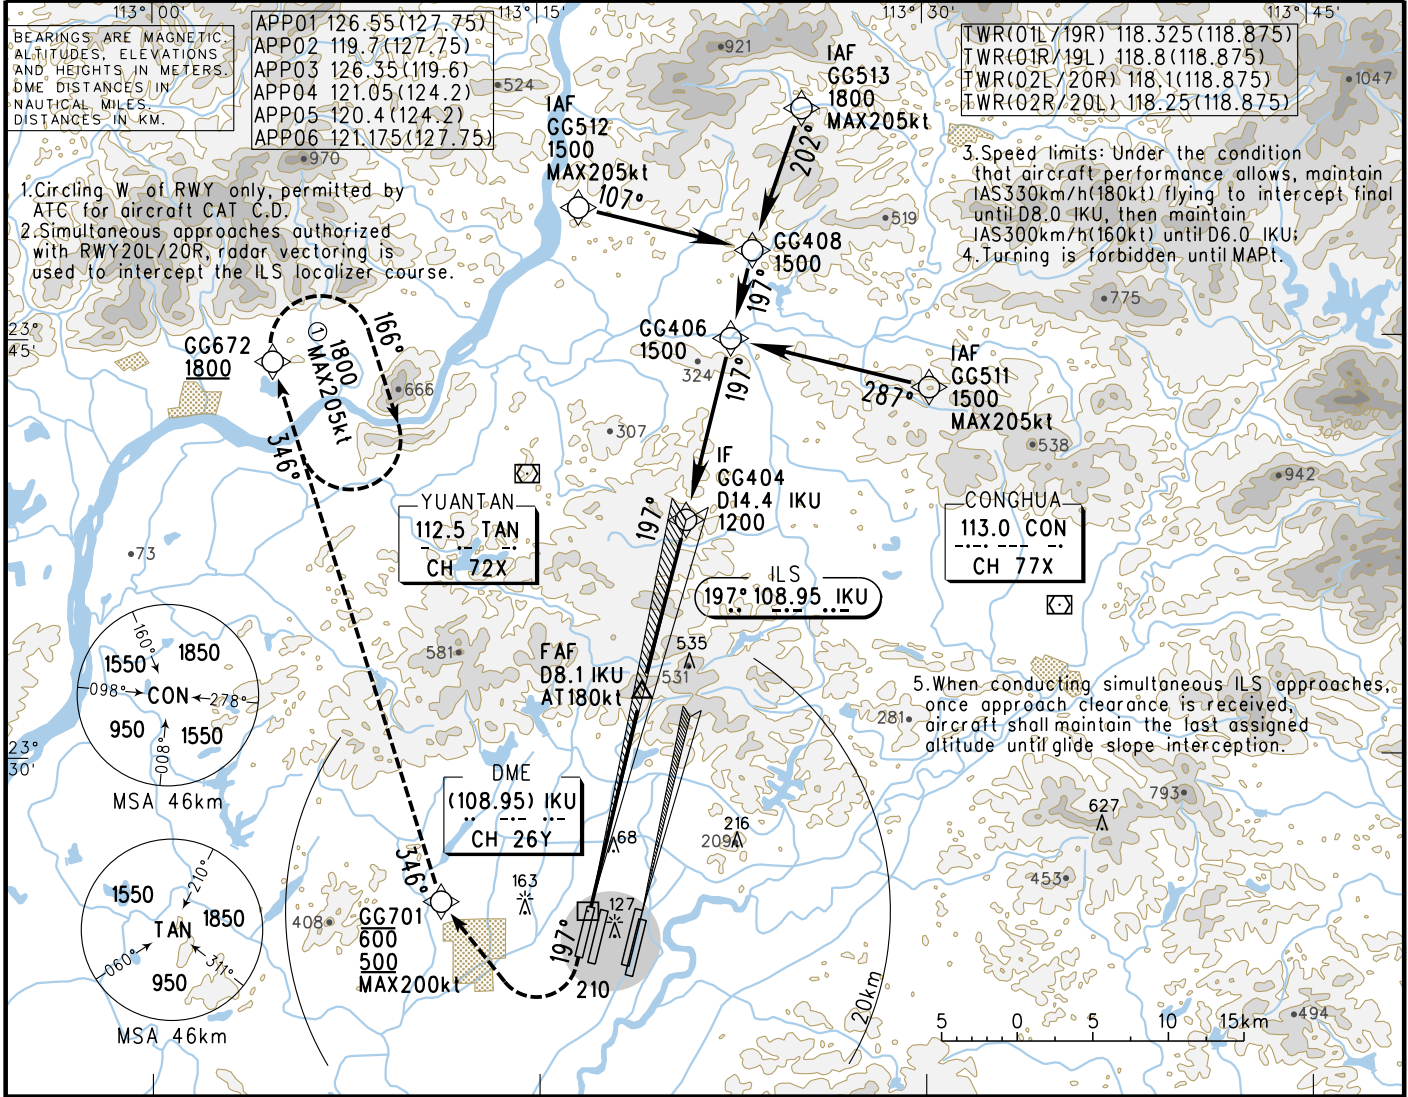 113° 00'
113° 15'
113° 30'
113° 45'
BEARINGS ARE MAGNETIC,
ALTITUDES, ELEVATIONS
AND HEIGHTS IN METERS.
DME DISTANCES IN
NAUTICAL MILES.
DISTANCES IN KM.
APP01 126.55(127.75)
APP02 119.7(127.75)
APP03 126.35(119.6)
APP04 121.05(124.2)
APP05 120.4(124.2)
APP06 121.175(127.75)
TWR(01L/19R) 118.325(118.875)
TWR(01R/19L) 118.8(118.875)
TWR(02L/20R) 118.1(118.875)
TWR(02R/20L) 118.25(118.875)
1.Circling W of RWY only, permitted by
ATC for aircraft CAT C.D.
2.Simultaneous approaches authorized
with RWY20L/20R, radar vectoring is
used to intercept the ILS localizer course.
3.Speed limits: Under the condition
that aircraft performance allows, maintain
IAS330km/h(180kt) flying to intercept final
until D8.0 IKU, then maintain
IAS300km/h(160kt) until D6.0 IKU;
4.Turning is forbidden until MAPt.
921
524
970
1047
519
775
IAF
GG512
1500
MAX205kt
107°
IAF
GG513
1800
MAX205kt
202°
GG408
1500
197°
GG406
1500
324
197°
IAF
GG511
1500
MAX205kt
287°
23°
45'
GG672
1800
①
1800
MAX205kt
166°
346°
666
307
538
942
73
IF
GG404
D14.4 IKU
1200
197°
YUANTAN
112.5 TAN
CH 72X
CONGHUA
113.0 CON
CH 77X
ILS
197° 108.95 IKU
581
535
531
FAF
D8.1 IKU
AT180kt
160°
1550
1850
098°
CON
278°
950
1550
008°
MSA 46km
23°
30'
5.When conducting simultaneous ILS approaches,
once approach clearance is received,
aircraft shall maintain the last assigned
altitude until glide slope interception.
281
DME
(108.95) IKU
CH 26Y
793
627
68
216
209
453
346°
163
127
408
GG701
600
500
MAX200kt
197°
210
1550
210°
1850
TAN
060°
311°
950
MSA 46km
20km
494
5 0 5 10 15km